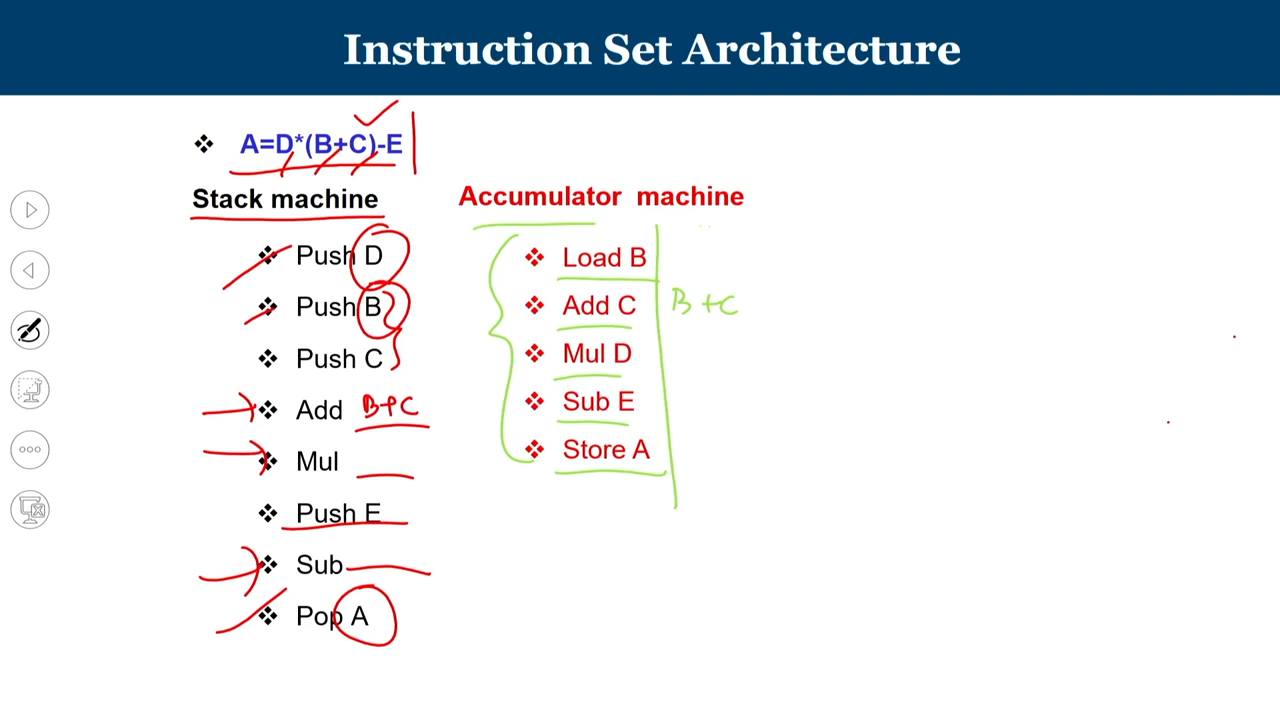 Instruction Set Architecture
❖ A=D*(B+C)-E
Stack machine
❖ Push D
❖ Push B
❖ Push C
❖ Add B+C
❖ Mul
❖ Push E
❖ Sub
❖ Pop A
Accumulator machine
❖ Load B
❖ Add C B+C
❖ Mul D
❖ Sub E
❖ Store A